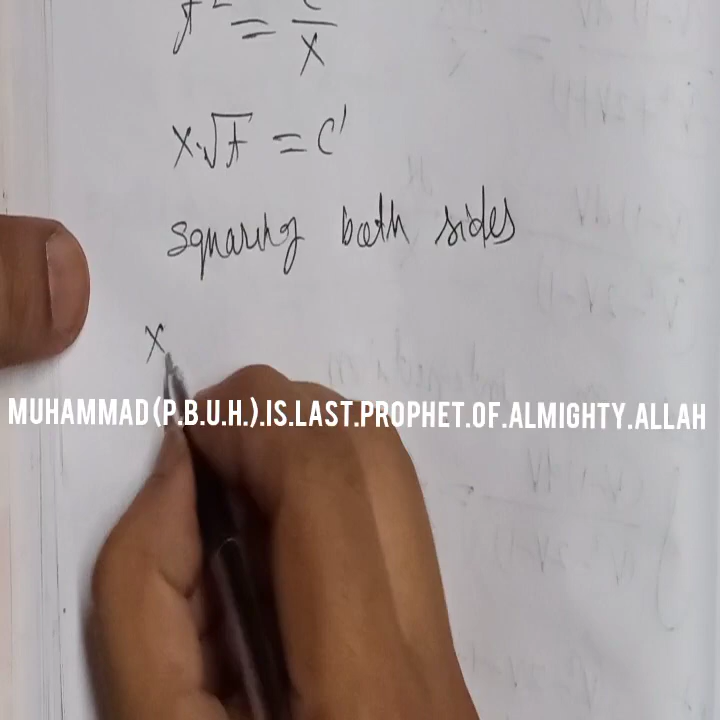 = C/X
X.√t = C'
squaring both sides
X
MUHAMMAD(P.B.U.H.).IS.LAST.PROPHET.OF.ALMIGHTY.ALLAH